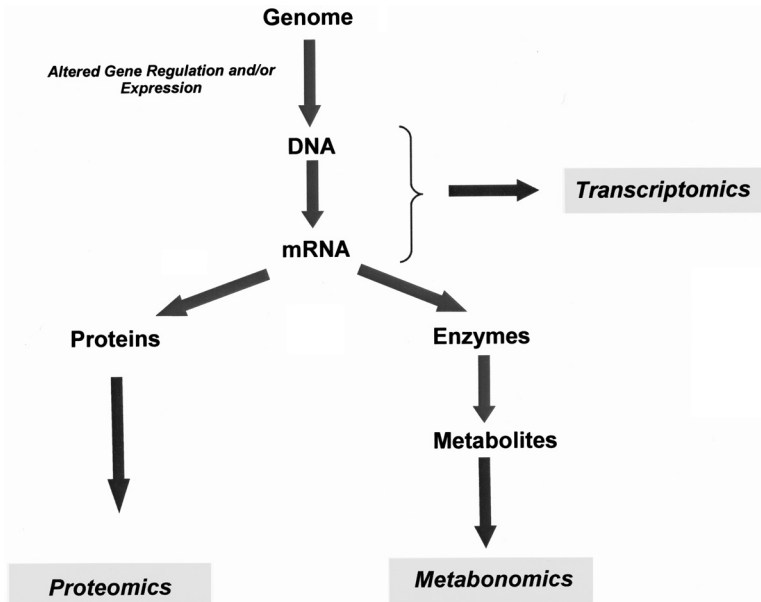 Genome
Altered Gene Regulation and/or
Expression
DNA
Transcriptomics
mRNA
Proteins
Enzymes
Metabolites
Proteomics
Metabonomics